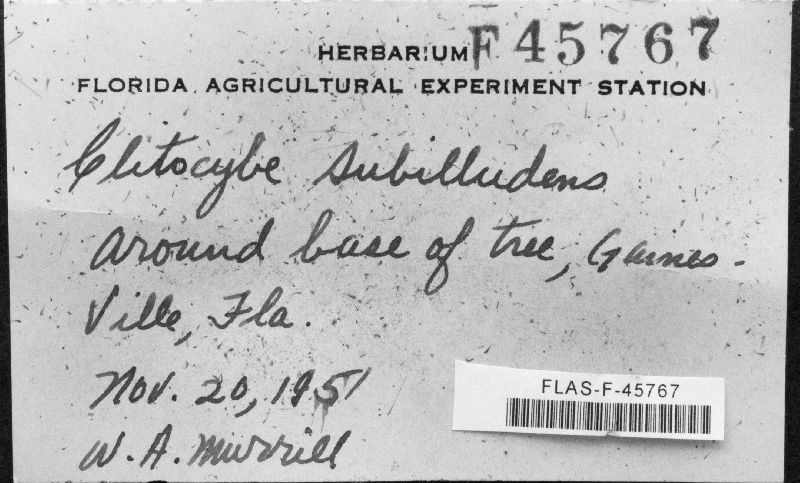 HERBARIUM F 45767
FLORIDA AGRICULTURAL EXPERIMENT STATION
Clitocybe subilludens
around base of tree, Gaines-
ville, Fla.
Nov. 20, 1951
W. A. Murrill
FLAS-F-45767